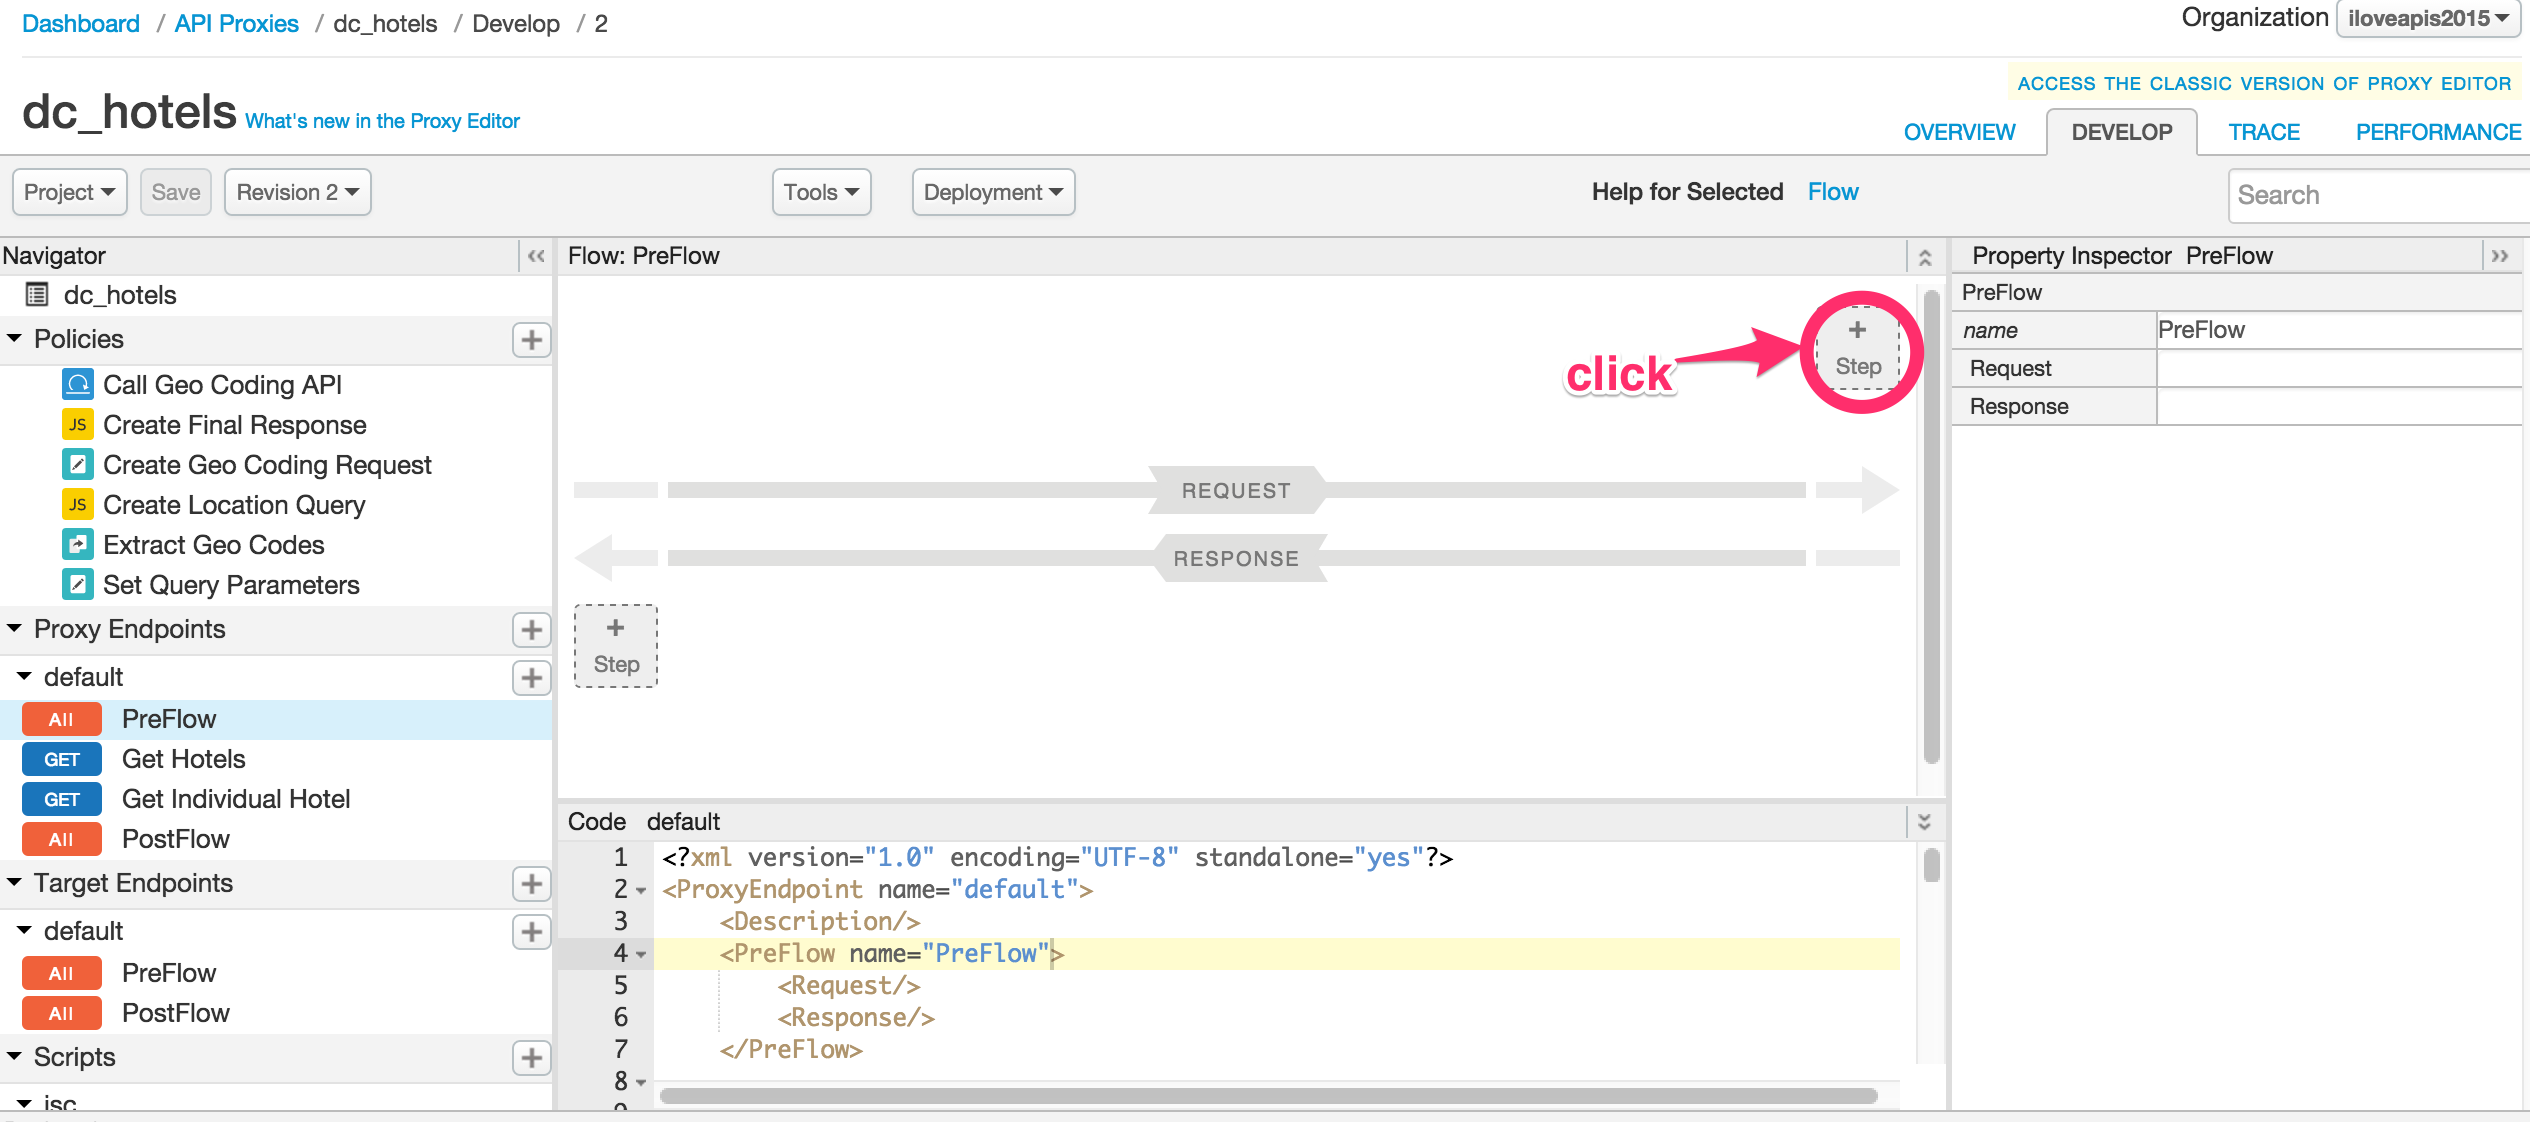 Dashboard / API Proxies / dc_hotels / Develop / 2
Organization iloveapis2015
ACCESS THE CLASSIC VERSION OF PROXY EDITOR
dc_hotels What's new in the Proxy Editor
OVERVIEW DEVELOP TRACE PERFORMANCE
Project Save Revision 2 Tools Deployment Help for Selected Flow Search
Navigator «
dc_hotels
Policies +
Call Geo Coding API
JS Create Final Response
Create Geo Coding Request
JS Create Location Query
Extract Geo Codes
Set Query Parameters
Proxy Endpoints +
default +
All PreFlow
GET Get Hotels
GET Get Individual Hotel
All PostFlow
Target Endpoints +
default +
All PreFlow
All PostFlow
Scripts +
jsc
Flow: PreFlow
+
Step
click
REQUEST
RESPONSE
+
Step
Code default
1 <?xml version="1.0" encoding="UTF-8" standalone="yes"?>
2 <ProxyEndpoint name="default">
3 <Description/>
4 <PreFlow name="PreFlow">
5 <Request/>
6 <Response/>
7 </PreFlow>
8
9
Property Inspector PreFlow »
PreFlow
name PreFlow
Request
Response